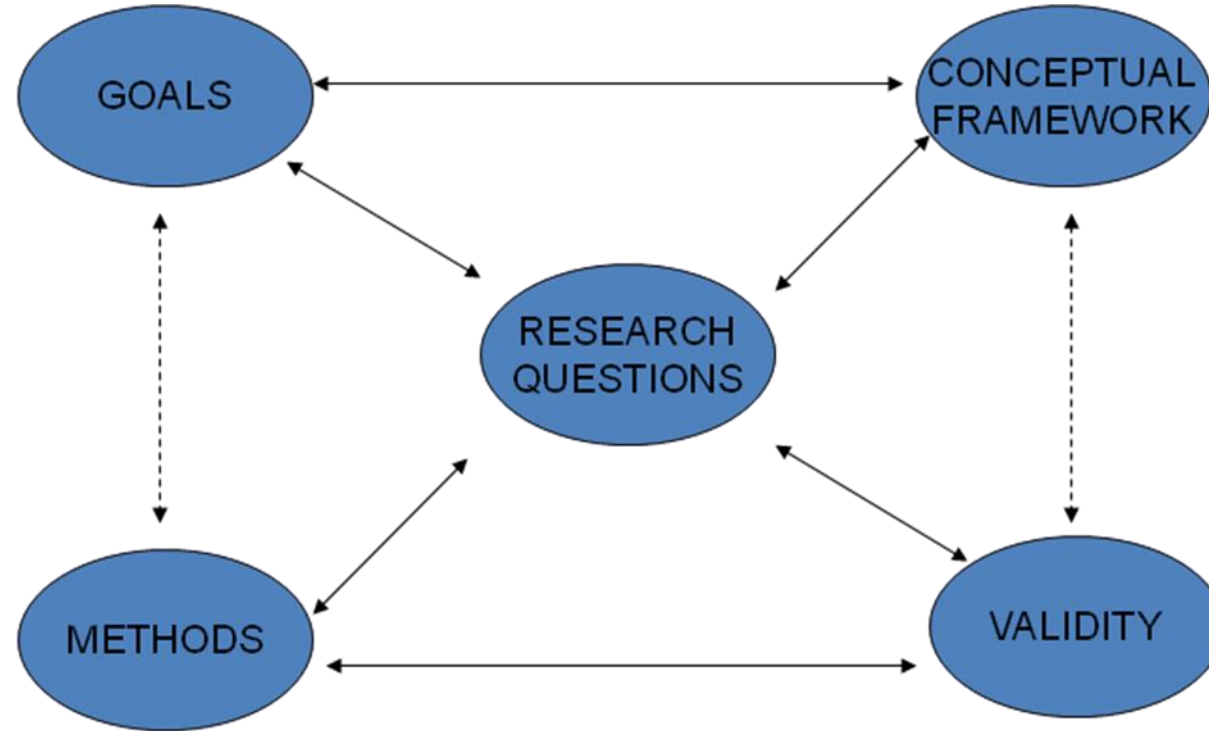 GOALS
CONCEPTUAL
FRAMEWORK
RESEARCH
QUESTIONS
METHODS
VALIDITY